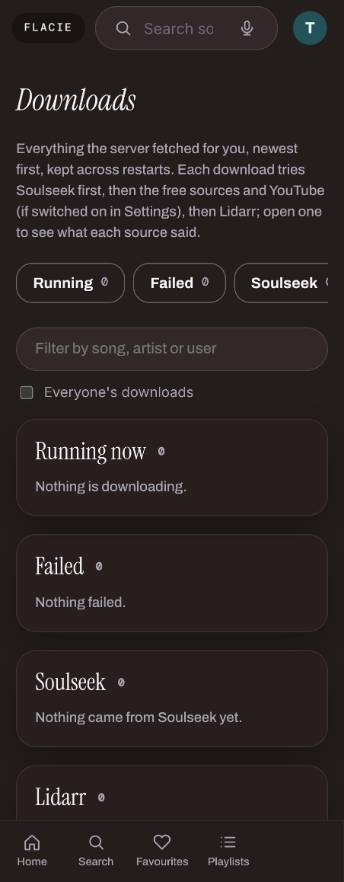 FLACIE
Search so
T
Downloads
Everything the server fetched for you, newest
first, kept across restarts. Each download tries
Soulseek first, then the free sources and YouTube
(if switched on in Settings), then Lidarr; open one
to see what each source said.
Running 0
Failed 0
Soulseek
Filter by song, artist or user
Everyone's downloads
Running now 0
Nothing is downloading.
Failed 0
Nothing failed.
Soulseek 0
Nothing came from Soulseek yet.
Lidarr 0
Home
Search
Favourites
Playlists